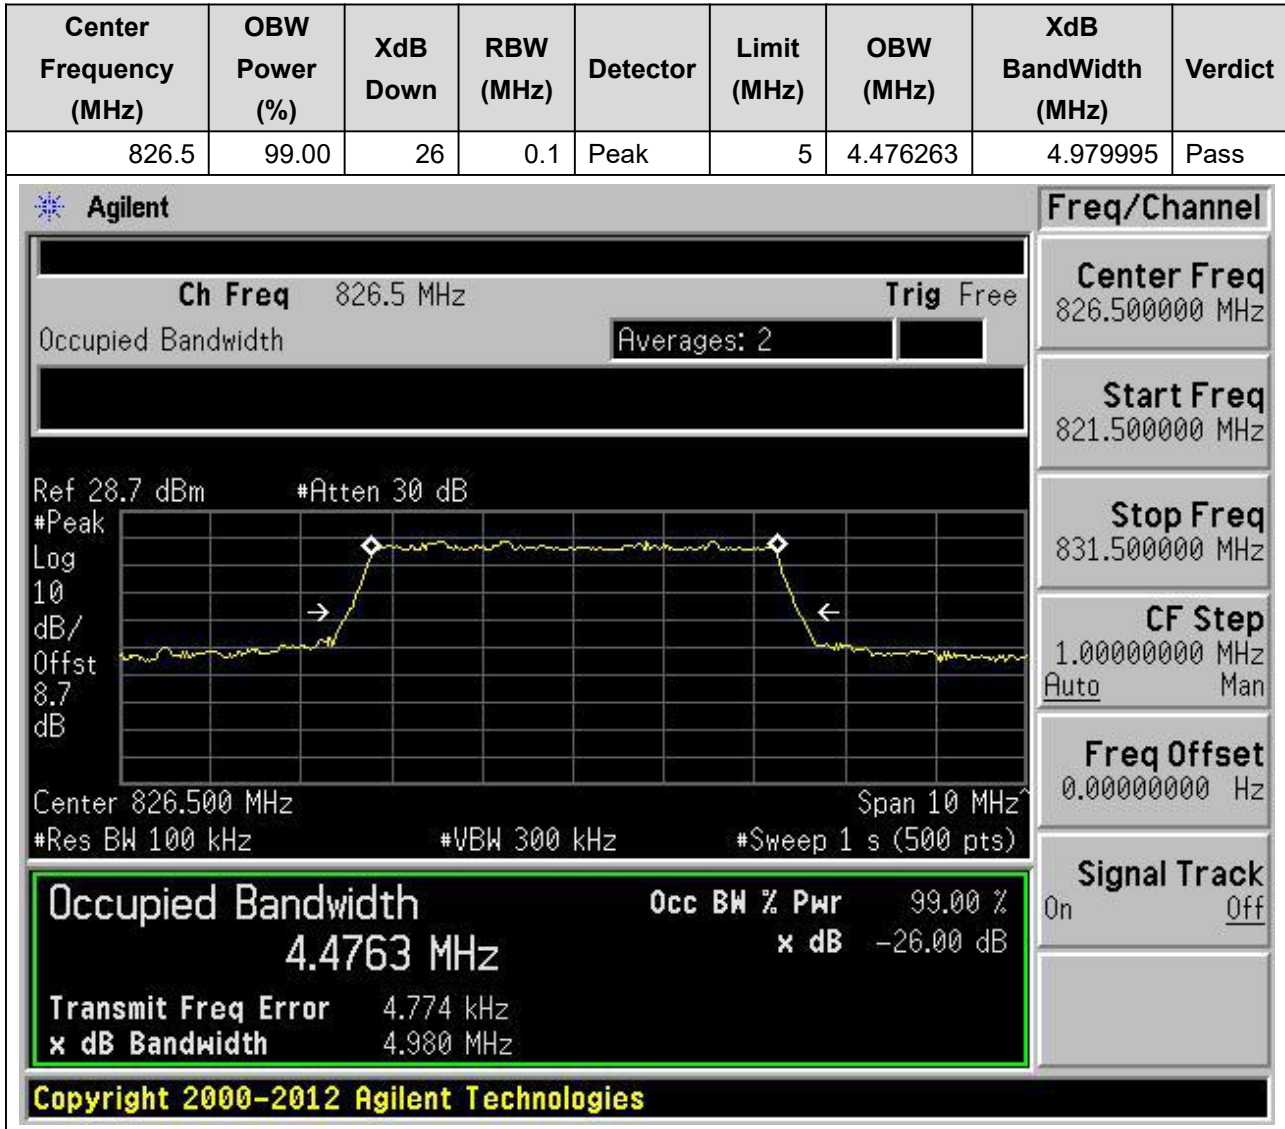 Center Frequency (MHz) OBW Power (%) XdB Down RBW (MHz) Detector Limit (MHz) OBW (MHz) XdB BandWidth (MHz) Verdict
826.5 99.00 26 0.1 Peak 5 4.476263 4.979995 Pass
Agilent
Ch Freq 826.5 MHz Trig Free
Occupied Bandwidth Averages: 2
Ref 28.7 dBm #Atten 30 dB
#Peak
Log
10
dB/
Offst
8.7
dB
Center 826.500 MHz Span 10 MHz^
#Res BW 100 kHz #VBW 300 kHz #Sweep 1 s (500 pts)
Occupied Bandwidth Occ BW % Pwr 99.00 %
4.4763 MHz x dB -26.00 dB
Transmit Freq Error 4.774 kHz
x dB Bandwidth 4.980 MHz
Copyright 2000-2012 Agilent Technologies
Freq/Channel
Center Freq
826.500000 MHz
Start Freq
821.500000 MHz
Stop Freq
831.500000 MHz
CF Step
1.00000000 MHz
Auto Man
Freq Offset
0.00000000 Hz
Signal Track
On Off